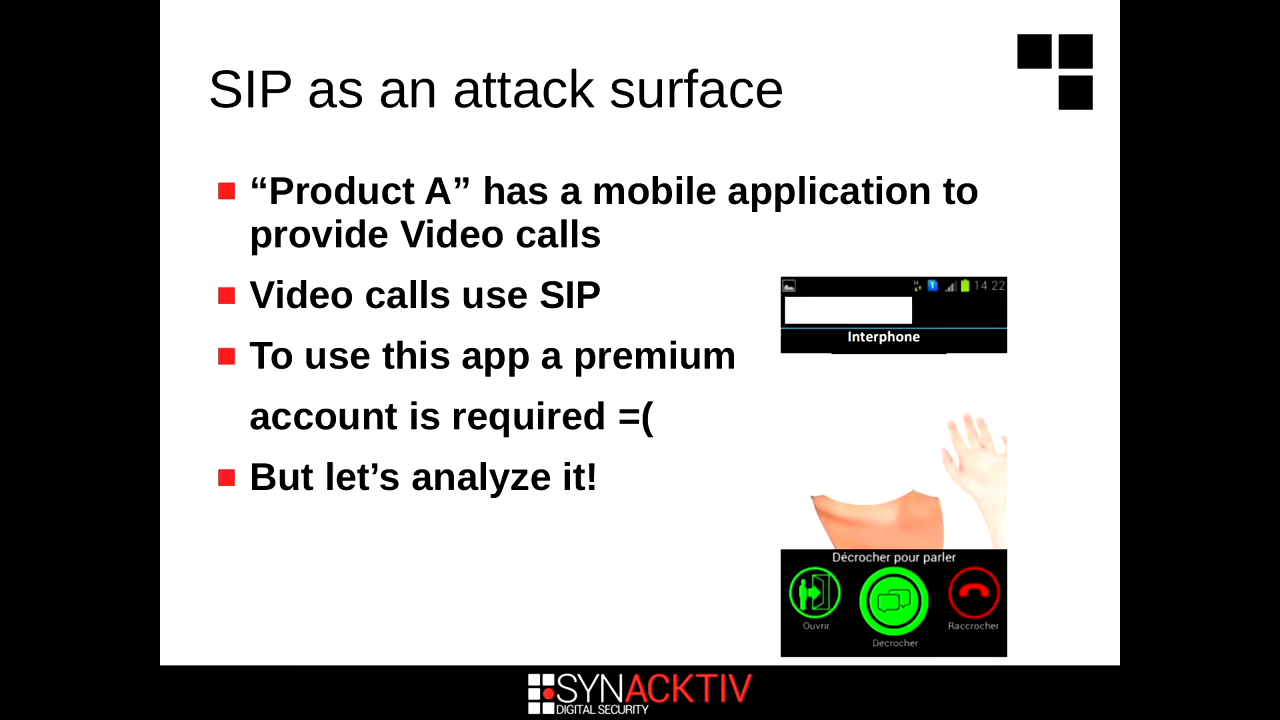 SIP as an attack surface
“Product A” has a mobile application to
provide Video calls
Video calls use SIP
To use this app a premium
account is required =(
But let’s analyze it!
14 22
Interphone
Décrocher pour parler
Ouvrir
Raccrocher
Décrocher
SYNACKTIV
DIGITAL SECURITY